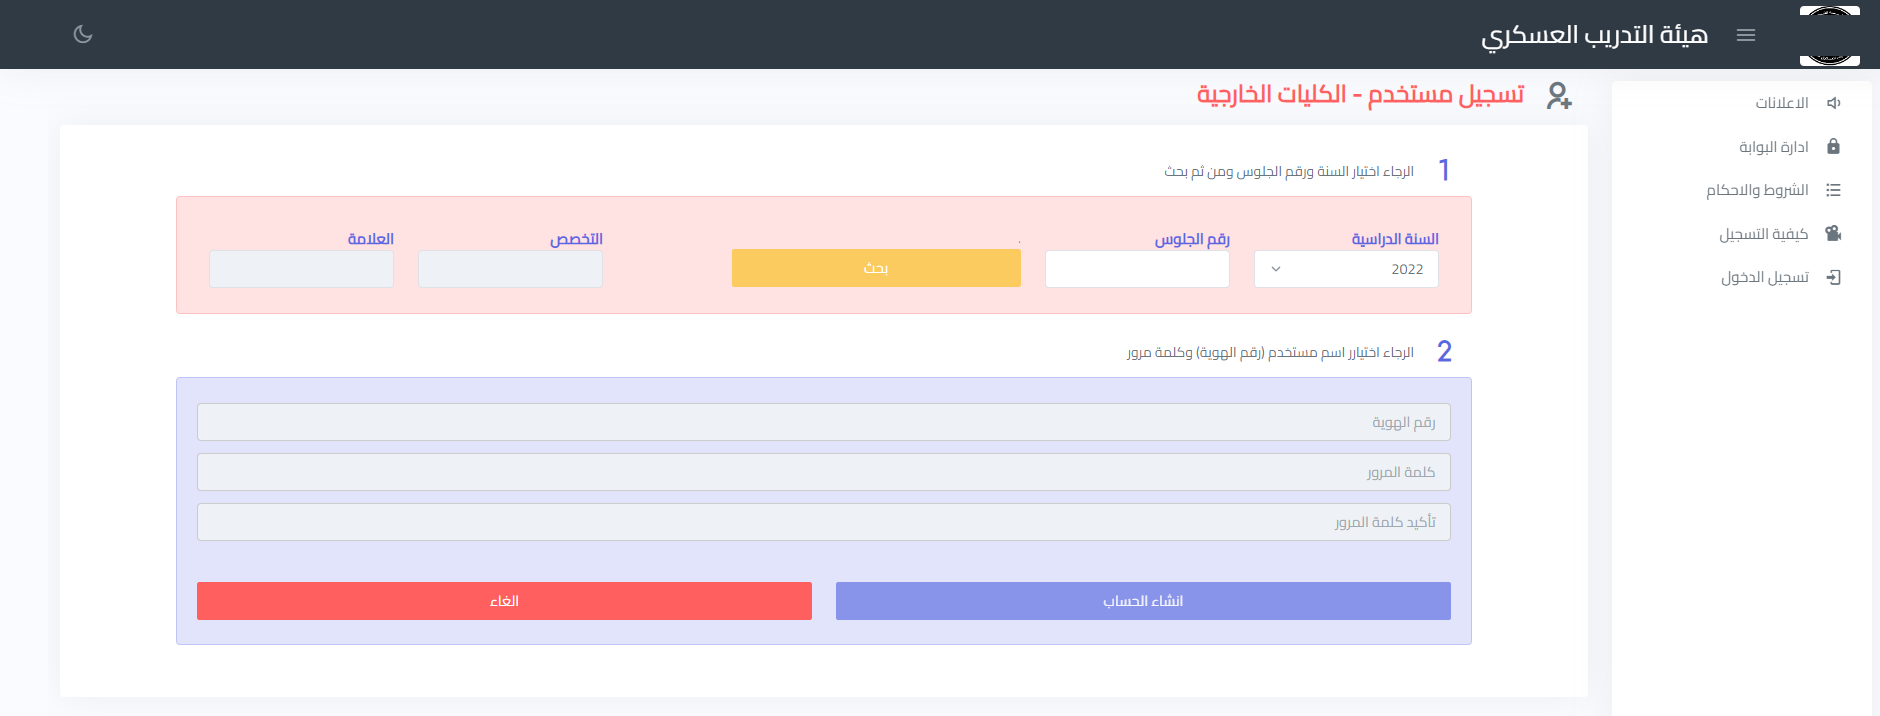 هيئة التدريب العسكري
الاعلانات
ادارة البوابة
الشروط والاحكام
كيفية التسجيل
تسجيل الدخول
تسجيل مستخدم - الكليات الخارجية
1 الرجاء اختيار السنة ورقم الجلوس ومن ثم بحث
السنة الدراسية رقم الجلوس . التخصص العلامة
2022 بحث
2 الرجاء اختيارر اسم مستخدم (رقم الهوية) وكلمة مرور
رقم الهوية
كلمة المرور
تأكيد كلمة المرور
انشاء الحساب الغاء